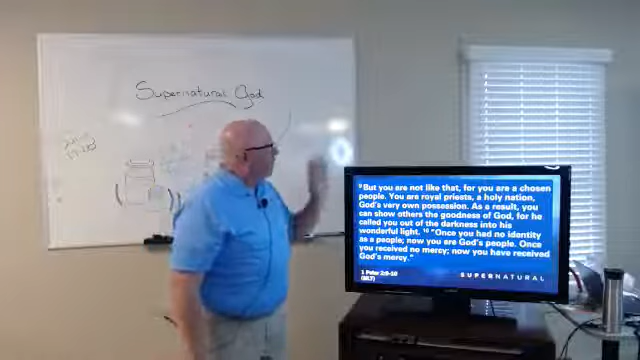 Supernatural God
⁹But you are not like that, for you are a chosen
people. You are royal priests, a holy nation,
God's very own possession. As a result, you
can show others the goodness of God, for he
called you out of the darkness into his
wonderful light. ¹⁰ "Once you had no identity
as a people; now you are God's people. Once
you received no mercy; now you have received
God's mercy."
1 Peter 2:9-10
(NLT)
SUPERNATURAL